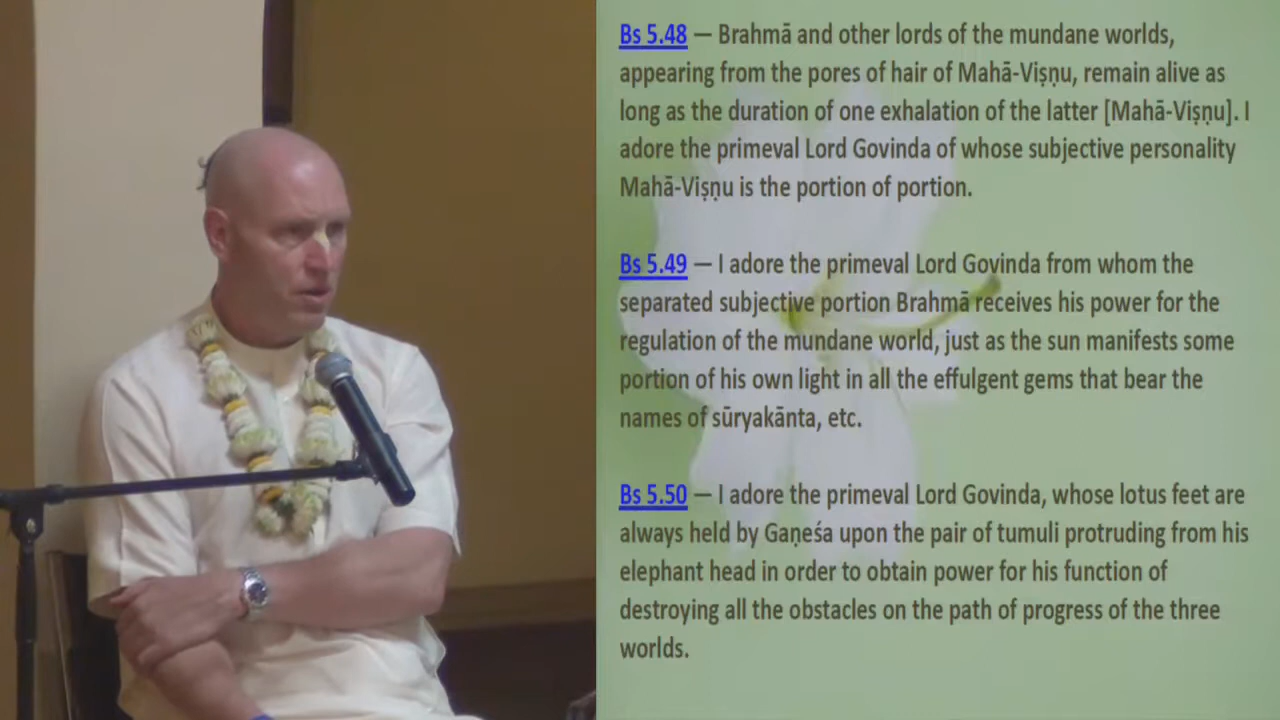 Bs 5.48 — Brahmā and other lords of the mundane worlds,
appearing from the pores of hair of Mahā-Viṣṇu, remain alive as
long as the duration of one exhalation of the latter [Mahā-Viṣṇu]. I
adore the primeval Lord Govinda of whose subjective personality
Mahā-Viṣṇu is the portion of portion.
Bs 5.49 — I adore the primeval Lord Govinda from whom the
separated subjective portion Brahmā receives his power for the
regulation of the mundane world, just as the sun manifests some
portion of his own light in all the effulgent gems that bear the
names of sūryakānta, etc.
Bs 5.50 — I adore the primeval Lord Govinda, whose lotus feet are
always held by Gaṇeśa upon the pair of tumuli protruding from his
elephant head in order to obtain power for his function of
destroying all the obstacles on the path of progress of the three
worlds.